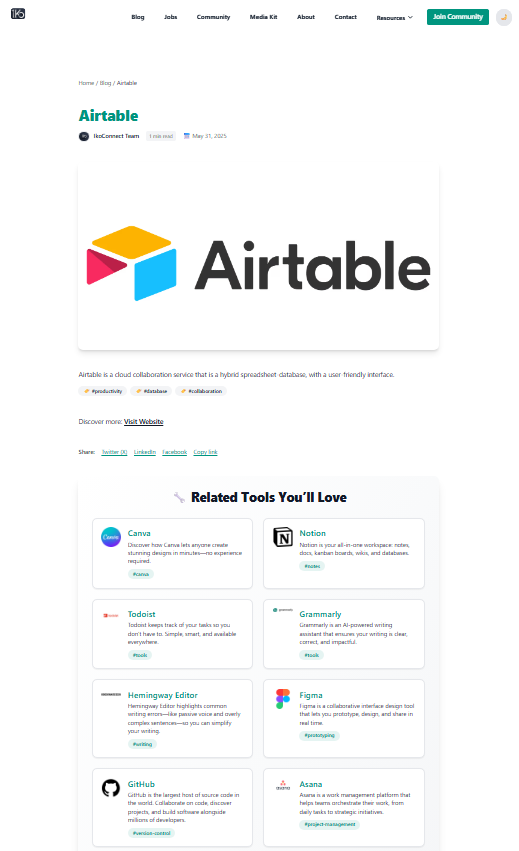 iko
Blog Jobs Community Media Kit About Contact Resources Join Community
Home / Blog / Airtable
Airtable
IkoConnect Team 1 min read May 31, 2025
Airtable
Airtable is a cloud collaboration service that is a hybrid spreadsheet-database, with a user-friendly interface.
#productivity #database #collaboration
Discover more: Visit Website
Share: Twitter (X) LinkedIn Facebook Copy link
Related Tools You'll Love
Canva
Canva
Discover how Canva lets anyone create
stunning designs in minutes—no experience
required.
#canva
Notion
Notion is your all-in-one workspace: notes,
docs, kanban boards, wikis, and databases.
#notes
Todoist
Todoist keeps track of your tasks so you
don't have to. Simple, smart, and available
everywhere.
#tools
Grammarly
Grammarly is an AI-powered writing
assistant that ensures your writing is clear,
correct, and impactful.
#tools
Hemingway Editor
Hemingway Editor highlights common
writing errors—like passive voice and overly
complex sentences—so you can simplify
your writing.
#writing
Figma
Figma is a collaborative interface design tool
that lets you prototype, design, and share in
real time.
#prototyping
GitHub
GitHub is the largest host of source code in
the world. Collaborate on code, discover
projects, and build software alongside
millions of developers.
#version-control
asana
Asana
Asana is a work management platform that
helps teams orchestrate their work, from
daily tasks to strategic initiatives.
#project-management